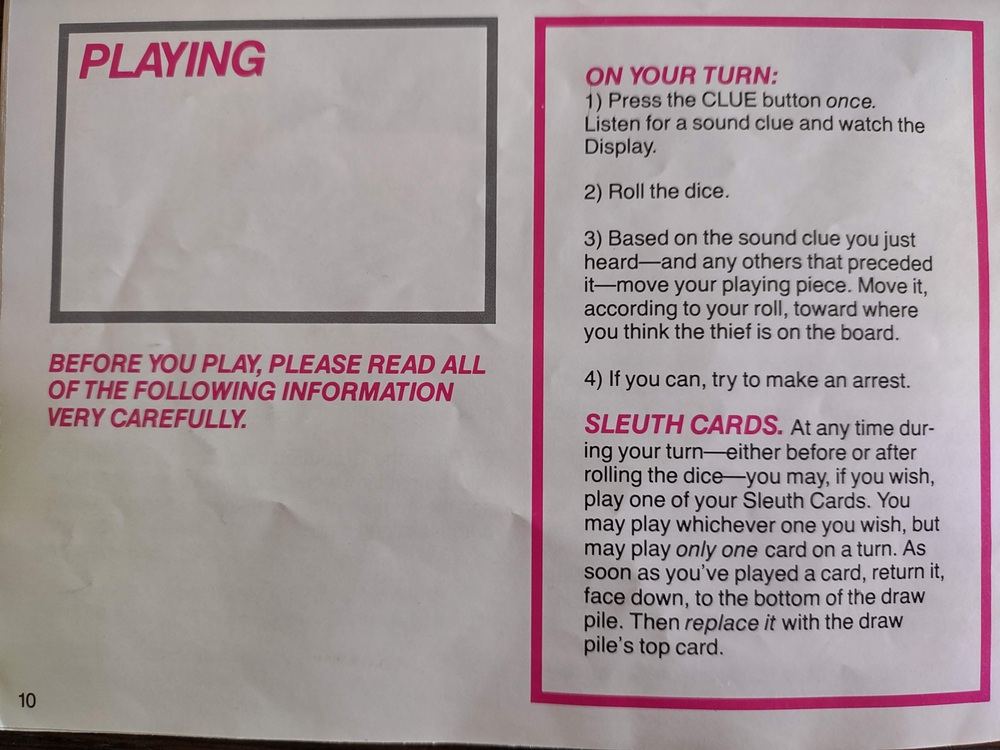 PLAYING
BEFORE YOU PLAY, PLEASE READ ALL
OF THE FOLLOWING INFORMATION
VERY CAREFULLY.
10
ON YOUR TURN:
1) Press the CLUE button once.
Listen for a sound clue and watch the
Display.
2) Roll the dice.
3) Based on the sound clue you just
heard—and any others that preceded
it—move your playing piece. Move it,
according to your roll, toward where
you think the thief is on the board.
4) If you can, try to make an arrest.
SLEUTH CARDS. At any time dur-
ing your turn—either before or after
rolling the dice—you may, if you wish,
play one of your Sleuth Cards. You
may play whichever one you wish, but
may play only one card on a turn. As
soon as you've played a card, return it,
face down, to the bottom of the draw
pile. Then replace it with the draw
pile's top card.